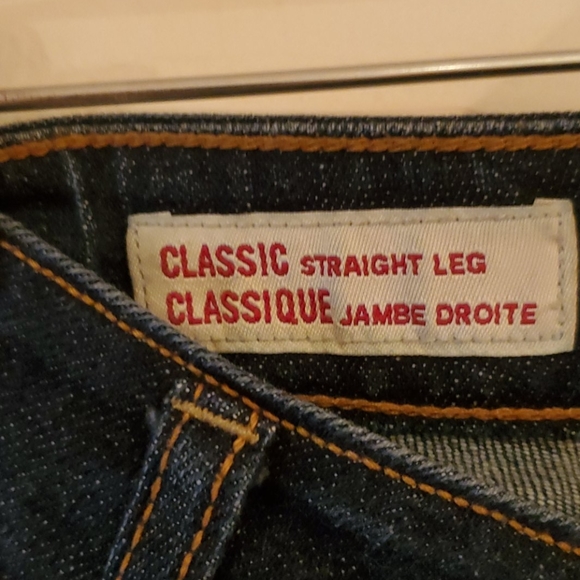 CLASSIC STRAIGHT LEG
CLASSIQUE JAMBE DROITE